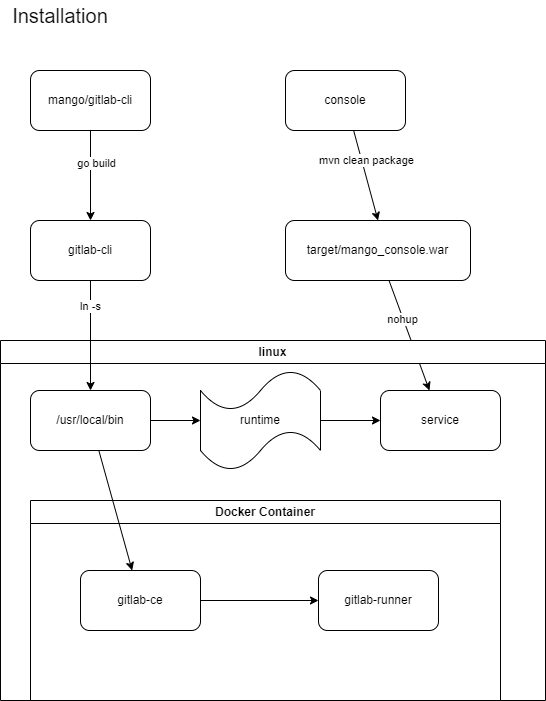 Installation
mango/gitlab-cli
console
go build
mvn clean package
gitlab-cli
target/mango_console.war
ln -s
nohup
linux
/usr/local/bin
runtime
service
Docker Container
gitlab-ce
gitlab-runner